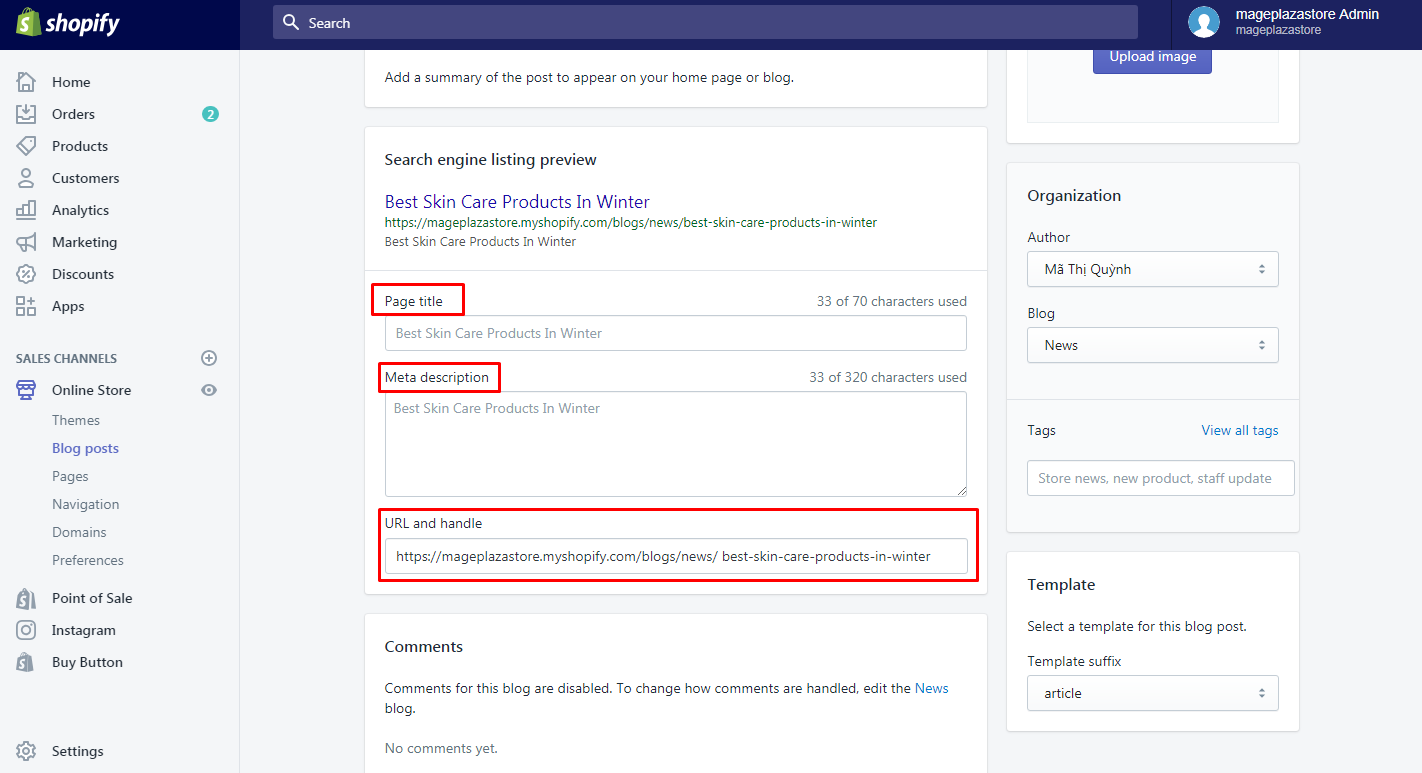 shopify
Search
mageplazastore Admin
mageplazastore
Home
Orders
2
Products
Customers
Analytics
Marketing
Discounts
Apps
SALES CHANNELS
Online Store
Themes
Blog posts
Pages
Navigation
Domains
Preferences
Point of Sale
Instagram
Buy Button
Settings
Add a summary of the post to appear on your home page or blog.
Search engine listing preview
Best Skin Care Products In Winter
https://mageplazastore.myshopify.com/blogs/news/best-skin-care-products-in-winter
Best Skin Care Products In Winter
Page title
33 of 70 characters used
Best Skin Care Products In Winter
Meta description
33 of 320 characters used
Best Skin Care Products In Winter
URL and handle
https://mageplazastore.myshopify.com/blogs/news/ best-skin-care-products-in-winter
Comments
Comments for this blog are disabled. To change how comments are handled, edit the News
blog.
No comments yet.
Upload image
Organization
Author
Mã Thị Quỳnh
Blog
News
Tags
View all tags
Store news, new product, staff update
Template
Select a template for this blog post.
Template suffix
article